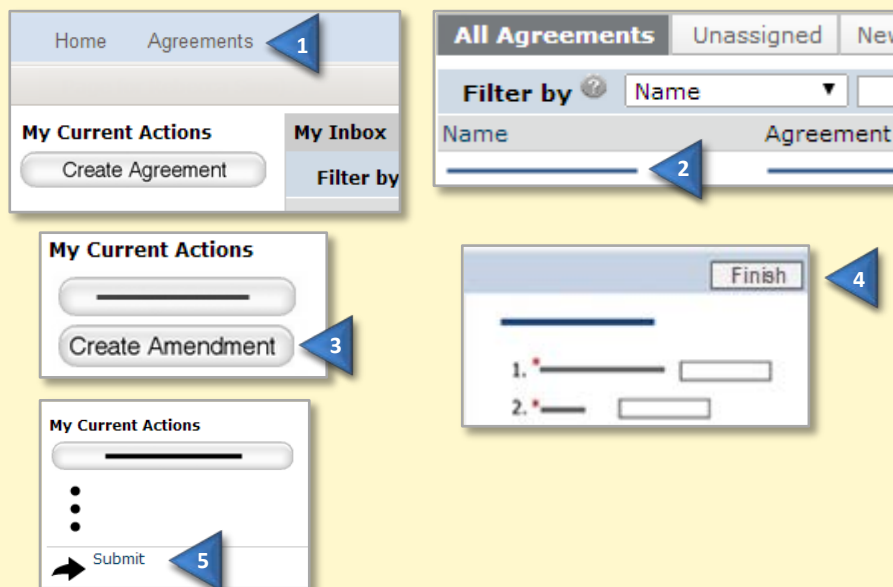 Home Agreements 1
My Current Actions My Inbox
Create Agreement Filter by
All Agreements Unassigned
Filter by Name
Name Agreement
2
My Current Actions
Create Amendment 3
Finish 4
1. *
2. *
My Current Actions
Submit 5